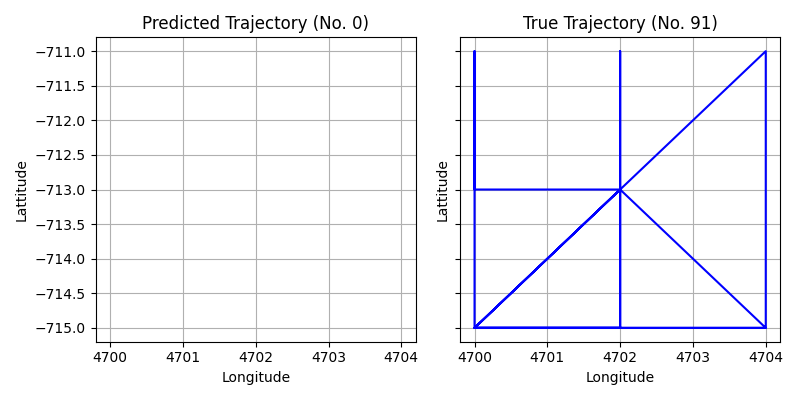 Predicted Trajectory (No. 0)
True Trajectory (No. 91)
Lattitude
−711.0
−711.5
−712.0
−712.5
−713.0
−713.5
−714.0
−714.5
−715.0
4700 4701 4702 4703 4704
Longitude
Lattitude
4700 4701 4702 4703 4704
Longitude